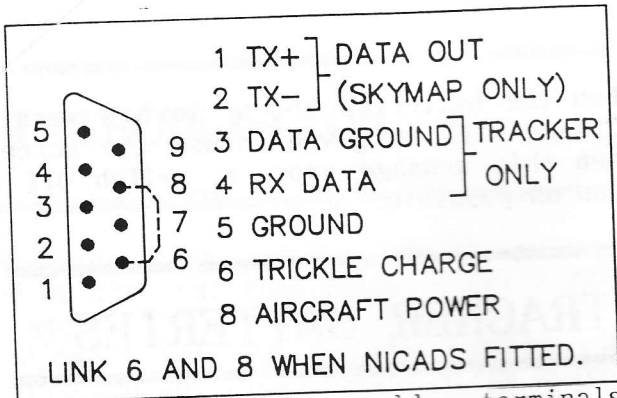 1 TX+ DATA OUT
2 TX- (SKYMAP ONLY)
5 9 3 DATA GROUND TRACKER
4 8 4 RX DATA ONLY
3 7 5 GROUND
2 6 6 TRICKLE CHARGE
1 8 AIRCRAFT POWER
LINK 6 AND 8 WHEN NICADS FITTED.
terminals